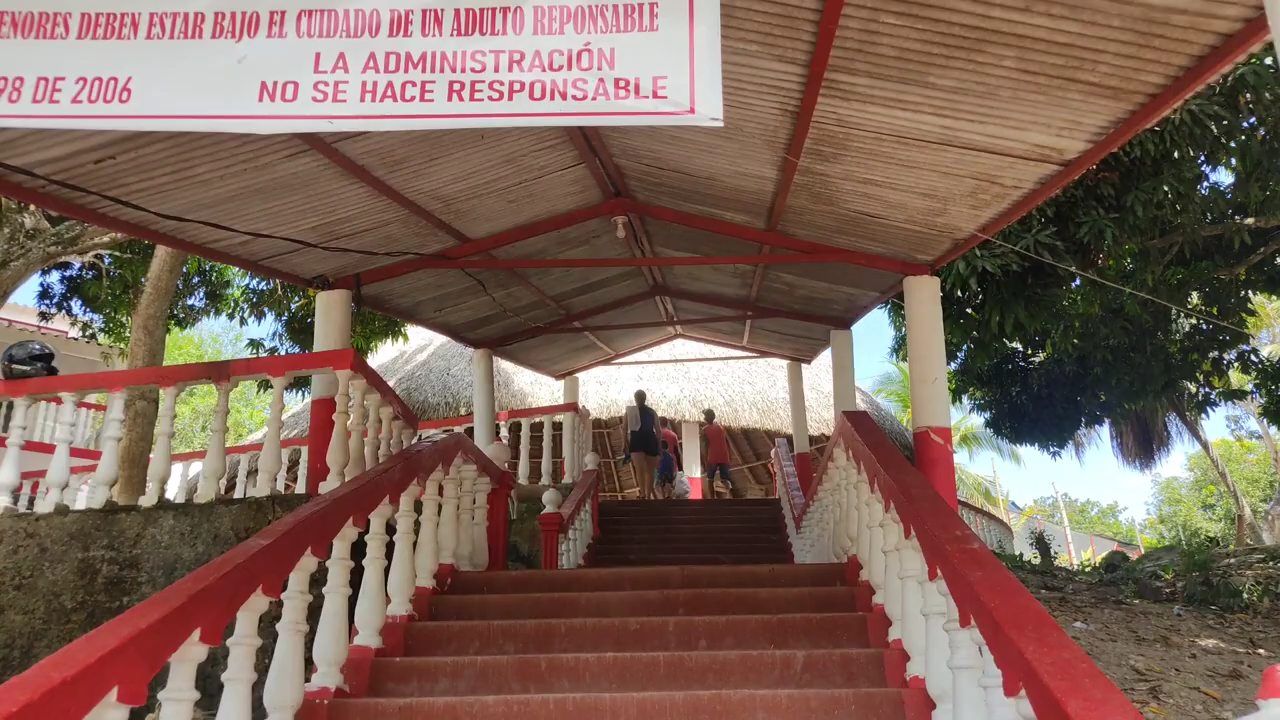 ENORES DEBEN ESTAR BAJO EL CUIDADO DE UN ADULTO REPONSABLE
LA ADMINISTRACIÓN
98 DE 2006 NO SE HACE RESPONSABLE